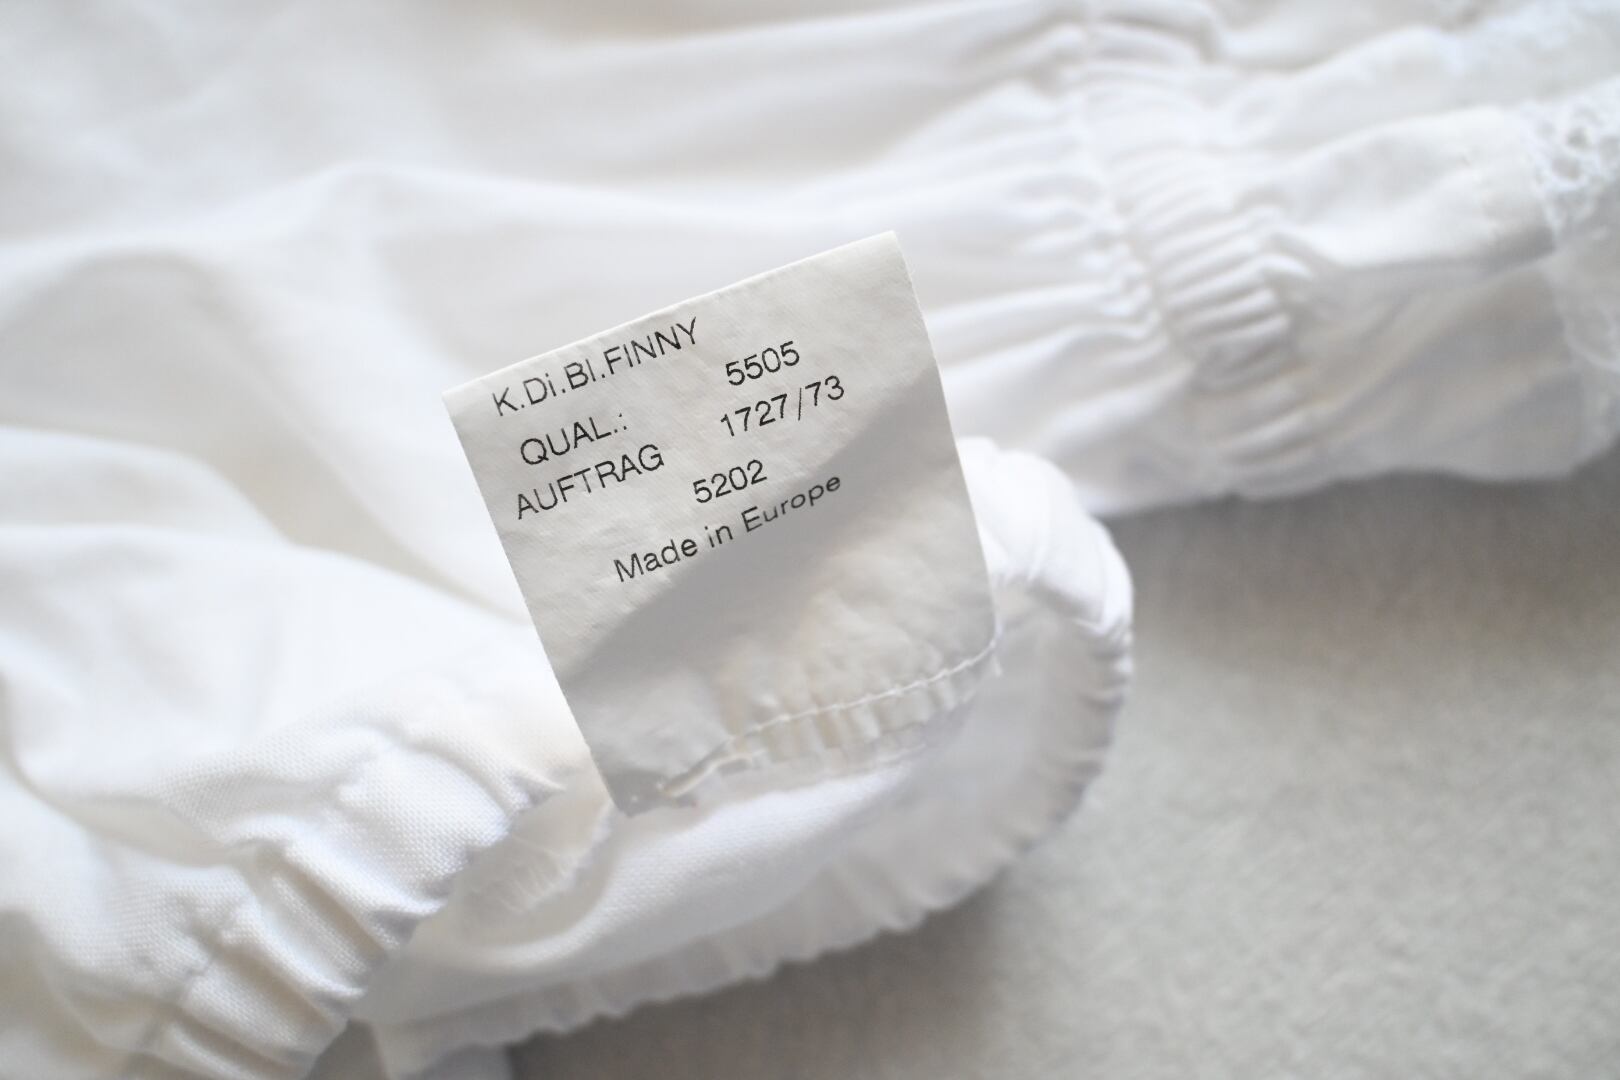 K.Di.Bl.FINNY
QUAL.: 5505
AUFTRAG 1727/73
5202
Made in Europe